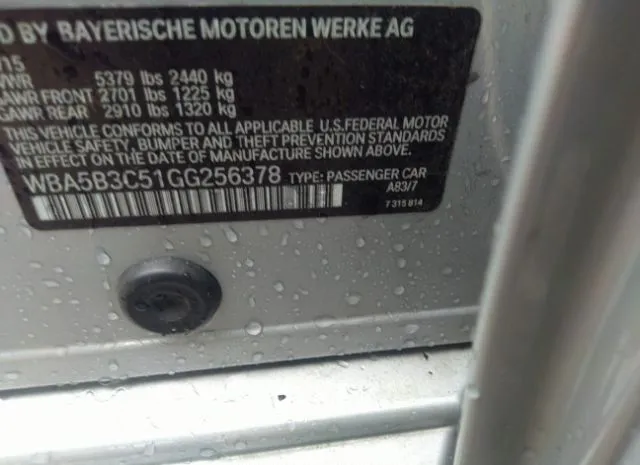 D BY BAYERISCHE MOTOREN WERKE AG
/15
VWR 5379 lbs 2440 kg
GAWR FRONT 2701 lbs 1225 kg
GAWR REAR 2910 lbs 1320 kg
THIS VEHICLE CONFORMS TO ALL APPLICABLE U.S.FEDERAL MOTOR
VEHICLE SAFETY, BUMPER, AND THEFT PREVENTION STANDARDS
IN EFFECT ON THE DATE OF MANUFACTURE SHOWN ABOVE.
WBA5B3C51GG256378 TYPE: PASSENGER CAR
A83/7
7 315 814